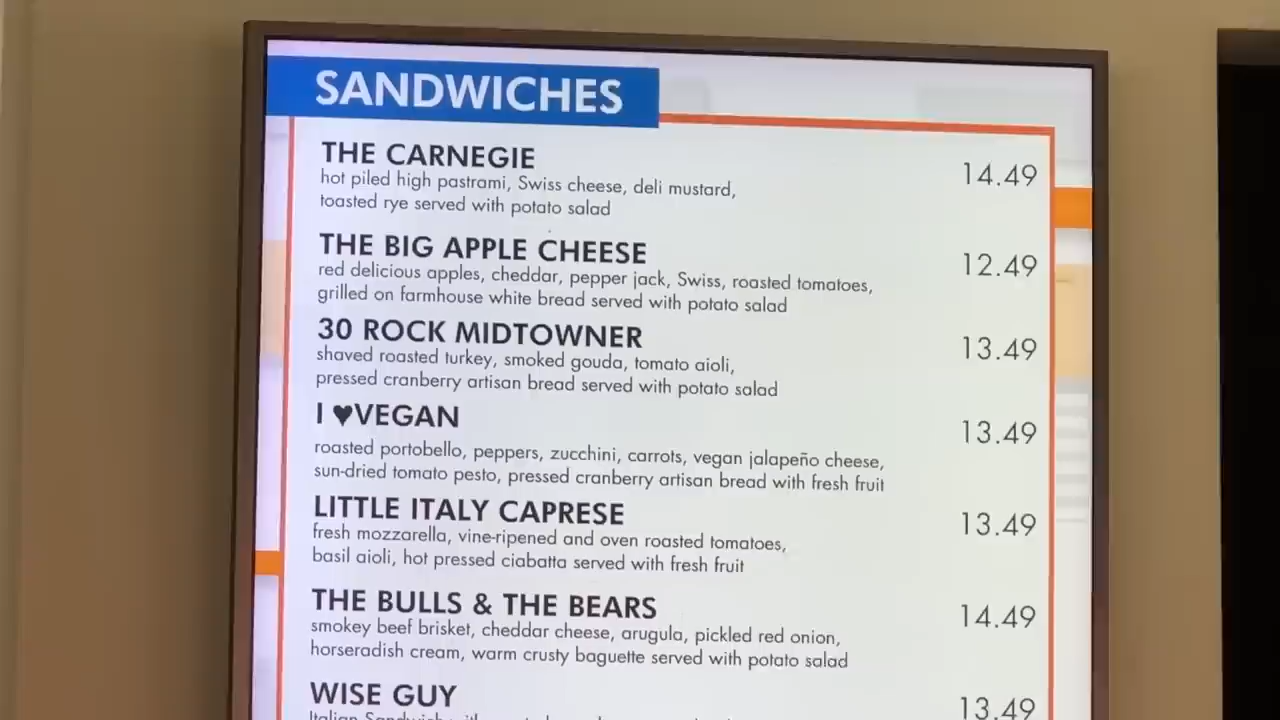 SANDWICHES
THE CARNEGIE
14.49
hot piled high pastrami, Swiss cheese, deli mustard,
toasted rye served with potato salad
THE BIG APPLE CHEESE
12.49
red delicious apples, cheddar, pepper jack, Swiss, roasted tomatoes,
grilled on farmhouse white bread served with potato salad
30 ROCK MIDTOWNER
13.49
shaved roasted turkey, smoked gouda, tomato aioli,
pressed cranberry artisan bread served with potato salad
I ♥VEGAN
13.49
roasted portobello, peppers, zucchini, carrots, vegan jalapeño cheese,
sun-dried tomato pesto, pressed cranberry artisan bread with fresh fruit
LITTLE ITALY CAPRESE
13.49
fresh mozzarella, vine-ripened and oven roasted tomatoes,
basil aioli, hot pressed ciabatta served with fresh fruit
THE BULLS & THE BEARS
14.49
smokey beef brisket, cheddar cheese, arugula, pickled red onion,
horseradish cream, warm crusty baguette served with potato salad
WISE GUY
13.49
Italian Sandwich